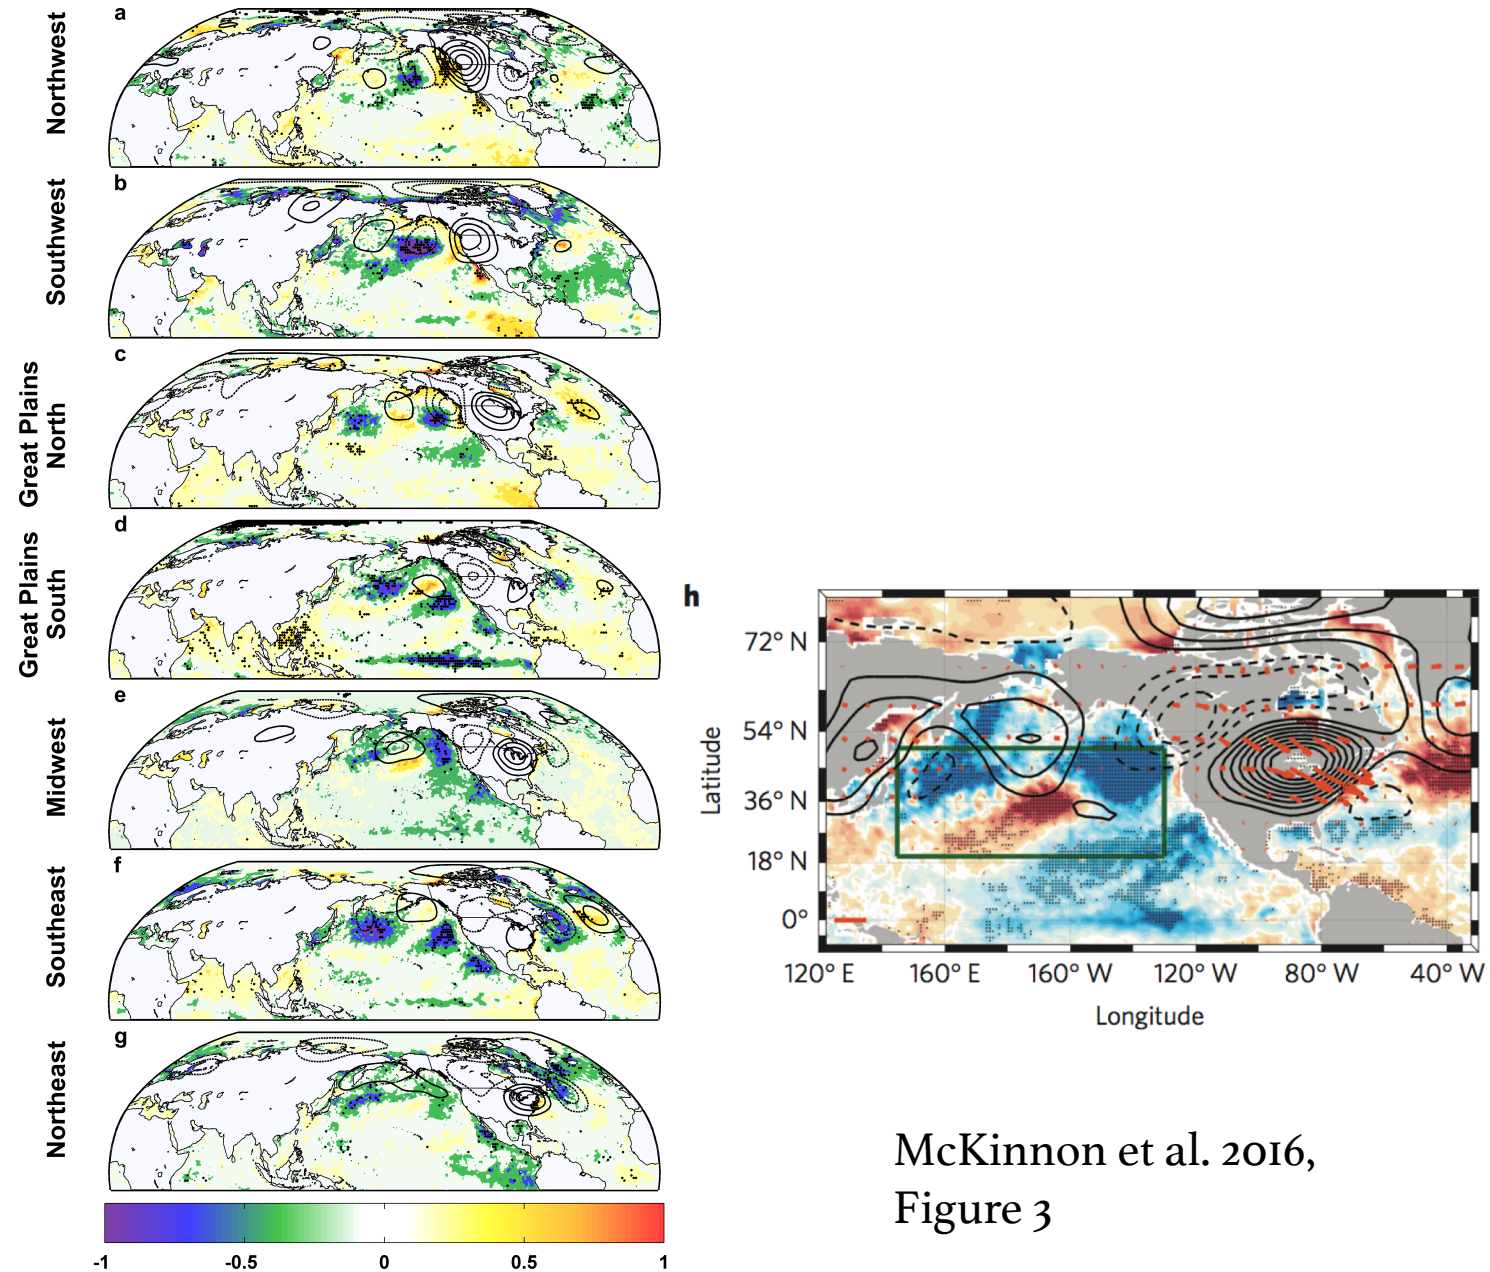 a
Northwest
b
Southwest
c
Great Plains
North
d
Great Plains
South
e
Midwest
f
Southeast
g
Northeast
-1 -0.5 0 0.5 1
h
72° N
54° N
36° N
18° N
0°
Latitude
120° E 160° E 160° W 120° W 80° W 40° W
Longitude
McKinnon et al. 2016,
Figure 3